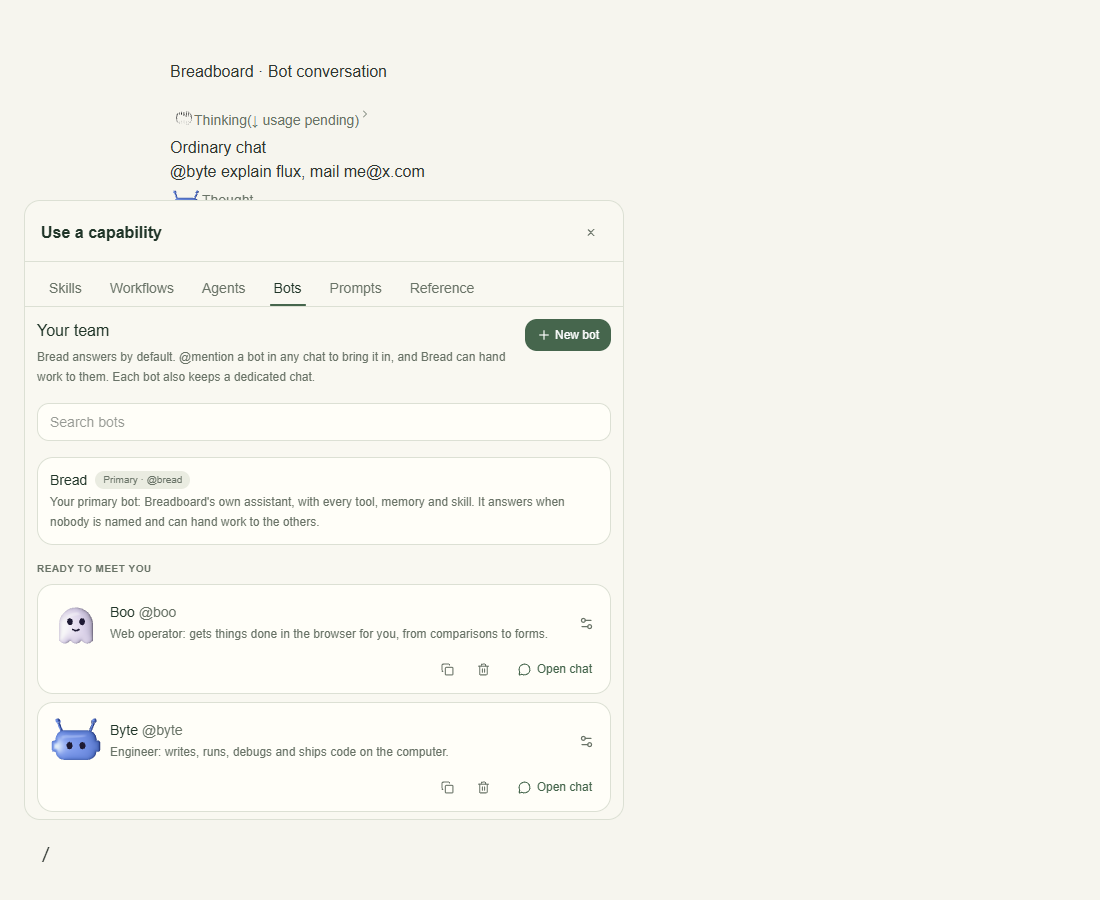 Breadboard · Bot conversation
Thinking(↓ usage pending) ›
Ordinary chat
@byte explain flux, mail me@x.com
Thought
Use a capability ×
Skills Workflows Agents Bots Prompts Reference
Your team
+ New bot
Bread answers by default. @mention a bot in any chat to bring it in, and Bread can hand
work to them. Each bot also keeps a dedicated chat.
Search bots
Bread Primary · @bread
Your primary bot: Breadboard's own assistant, with every tool, memory and skill. It answers when
nobody is named and can hand work to the others.
READY TO MEET YOU
Boo @boo
Web operator: gets things done in the browser for you, from comparisons to forms.
Open chat
Byte @byte
Engineer: writes, runs, debugs and ships code on the computer.
Open chat
/